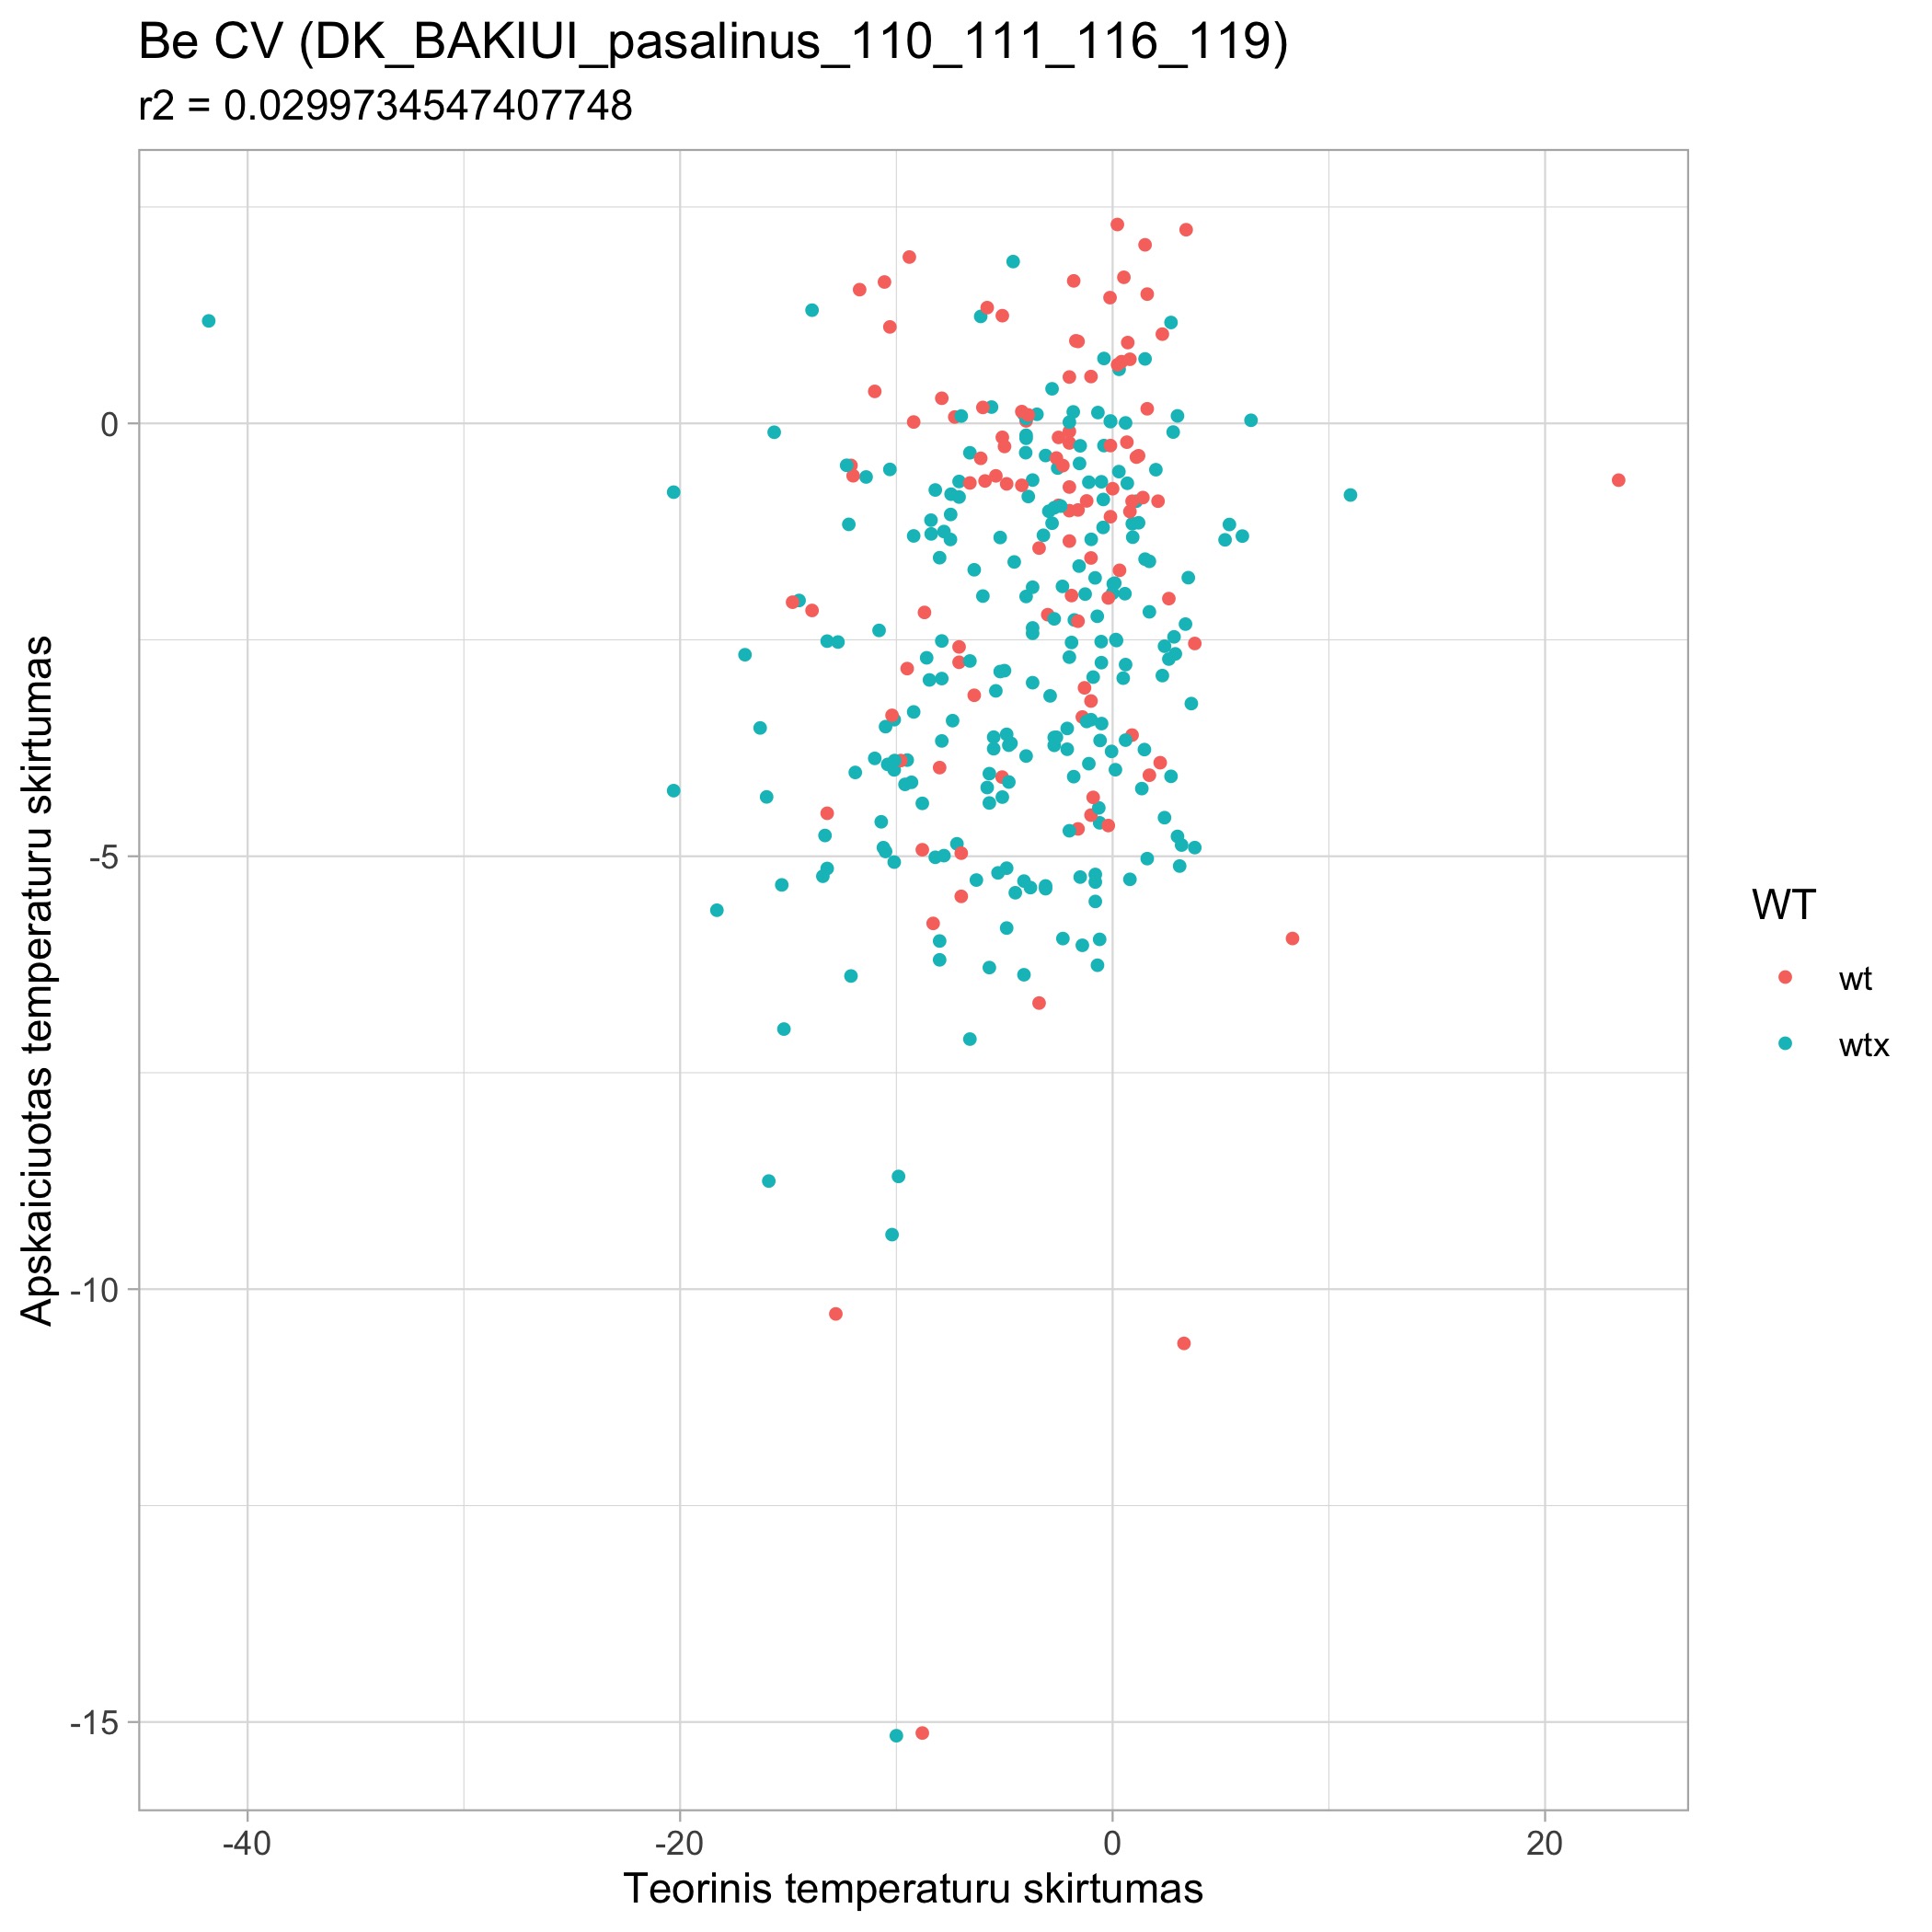 Be CV (DK_BAKIUI_pasalinus_110_111_116_119)
r2 = 0.0299734547407748
Apskaiciuotas temperaturu skirtumas
0
-5
-10
-15
-40
-20
0
20
Teorinis temperaturu skirtumas
WT
wt
wtx